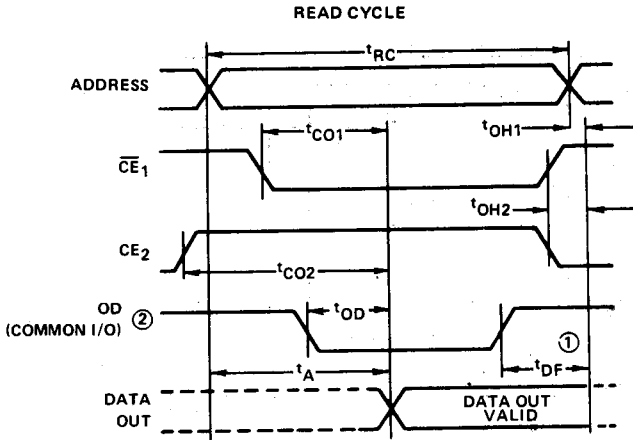 READ CYCLE
tRC
ADDRESS
tCO1
tOH1
CE1
tOH2
CE2
tCO2
OD
(COMMON I/O) ②
tOD
①
tA
tDF
DATA
OUT
DATA OUT
VALID